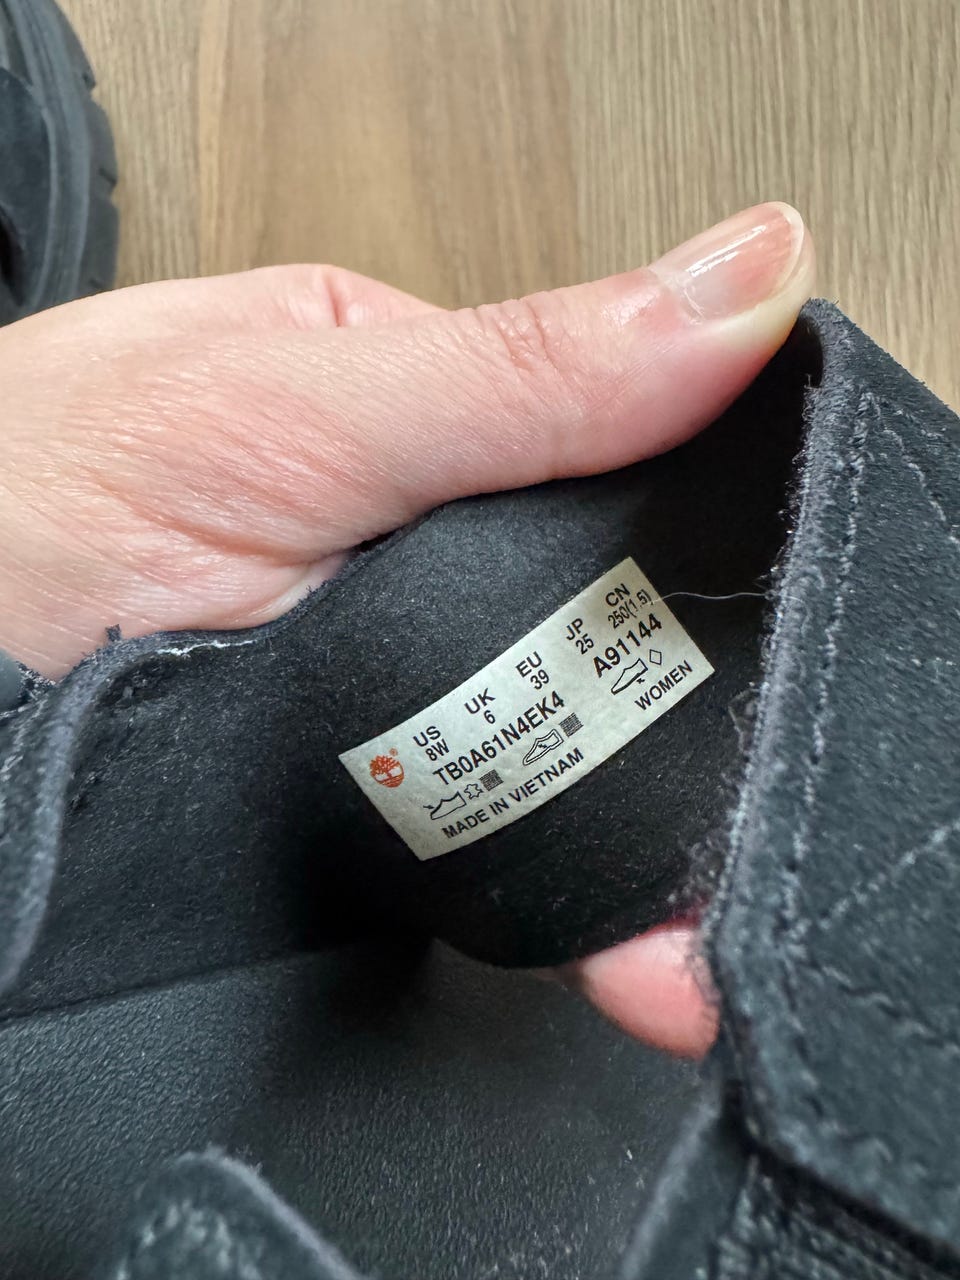 US UK EU JP CN
8W 6 39 25 250(1.5)
TB0A61N4EK4 A91144
MADE IN VIETNAM WOMEN